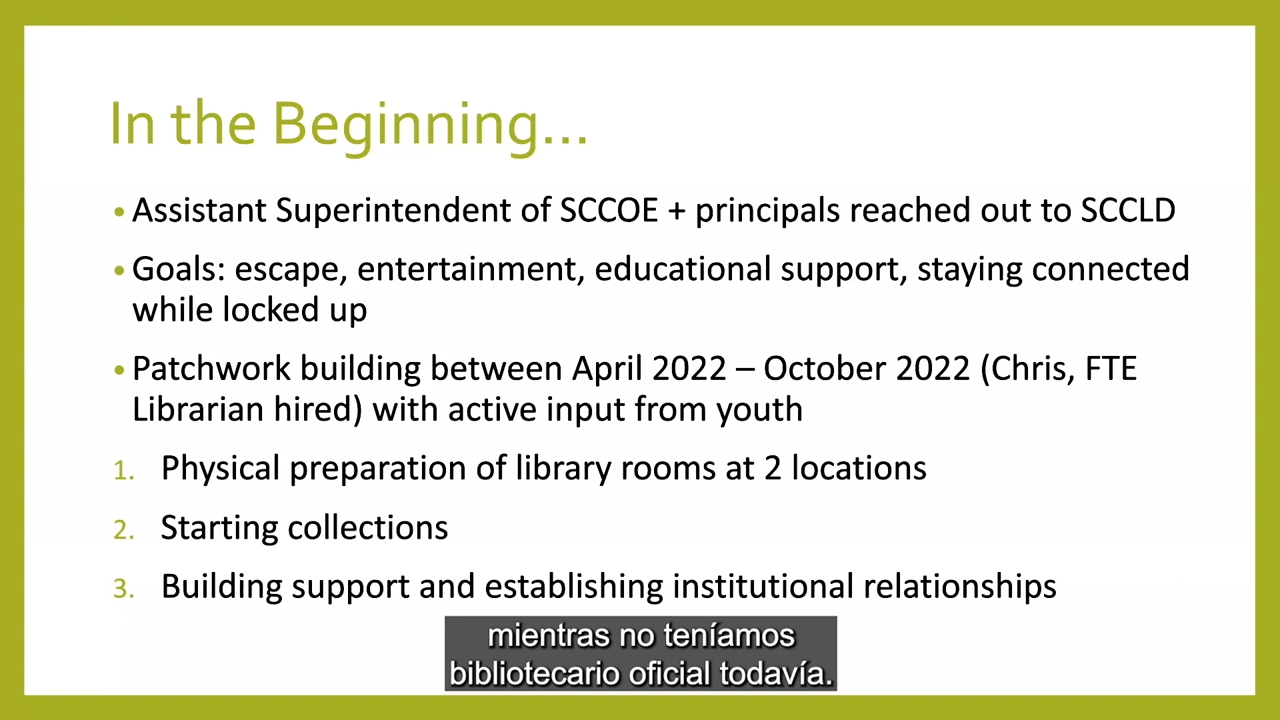 In the Beginning...
• Assistant Superintendent of SCCOE + principals reached out to SCCLD
• Goals: escape, entertainment, educational support, staying connected
while locked up
• Patchwork building between April 2022 – October 2022 (Chris, FTE
Librarian hired) with active input from youth
1. Physical preparation of library rooms at 2 locations
2. Starting collections
3. Building support and establishing institutional relationships
mientras no teníamos
bibliotecario oficial todavía.